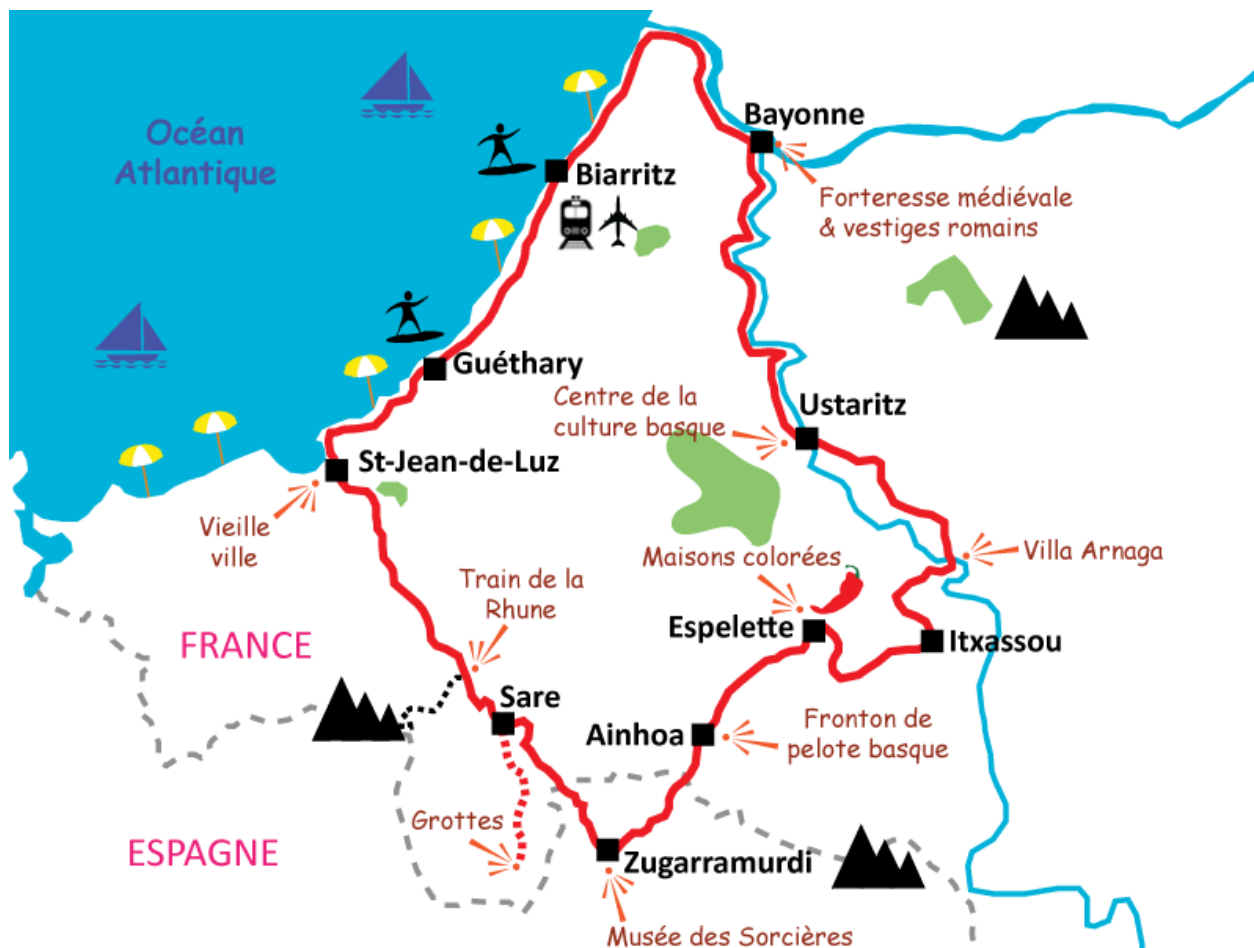 Océan
Atlantique
Bayonne
Biarritz
Forteresse médiévale
& vestiges romains
Guéthary
Centre de la
culture basque
Ustaritz
St-Jean-de-Luz
Vieille
ville
Maisons colorées
Villa Arnaga
Train de la
Rhune
Espelette
Itxassou
FRANCE
Sare
Ainhoa
Fronton de
pelote basque
Grottes
ESPAGNE
Zugarramurdi
Musée des Sorcières